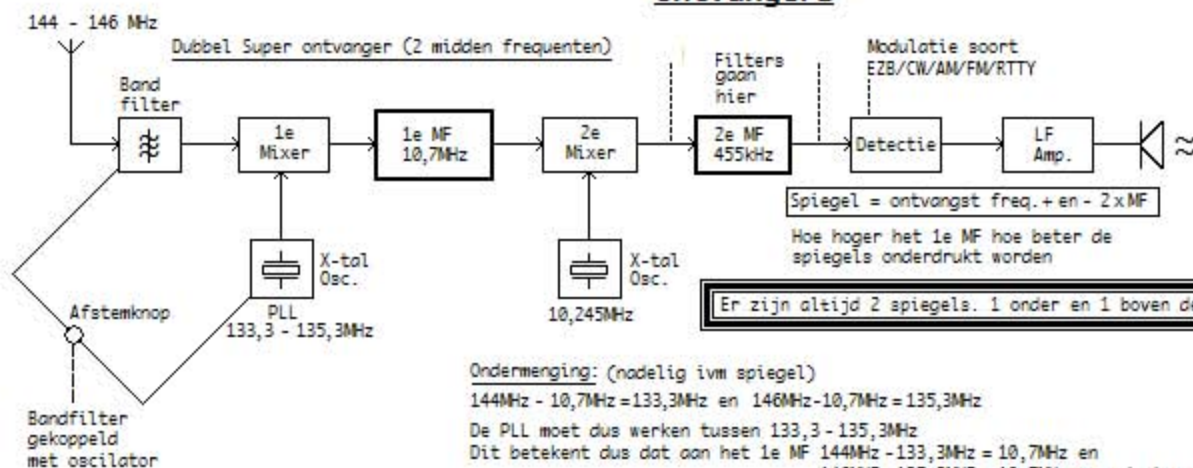 144 - 146 MHz
Dubbel Super ontvanger (2 midden frequenten)
Filters
gaan
hier
Modulatie soort
EZB/CW/AM/FM/RTTY
Band
filter
1e
Mixer
1e MF
10,7MHz
2e
Mixer
2e MF
455kHz
Detectie
LF
Amp.
Spiegel = ontvangst freq. + en - 2 x MF
Hoe hoger het 1e MF hoe beter de
spiegels onderdrukt worden
X-tal
Osc.
PLL
133,3 - 135,3MHz
X-tal
Osc.
10,245MHz
Er zijn altijd 2 spiegels. 1 onder en 1 boven
Afstemknop
Bandfilter
gekoppeld
met oscilator
Ondermenging: (nadelig ivm spiegel)
144MHz - 10,7MHz = 133,3MHz en 146MHz-10,7MHz = 135,3MHz
De PLL moet dus werken tussen 133,3 - 135,3MHz
Dit betekent dus dat aan het 1e MF 144MHz - 133,3MHz = 10,7MHz en